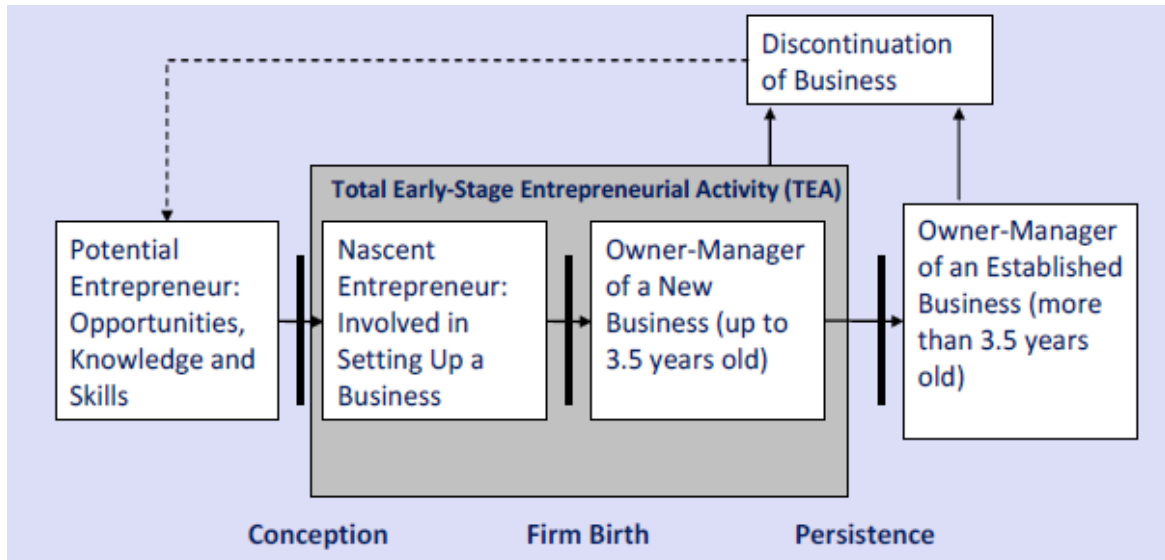 Discontinuation
of Business
Total Early-Stage Entrepreneurial Activity (TEA)
Potential
Entrepreneur:
Opportunities,
Knowledge and
Skills
Nascent
Entrepreneur:
Involved in
Setting Up a
Business
Owner-Manager
of a New
Business (up to
3.5 years old)
Owner-Manager
of an Established
Business (more
than 3.5 years
old)
Conception
Firm Birth
Persistence